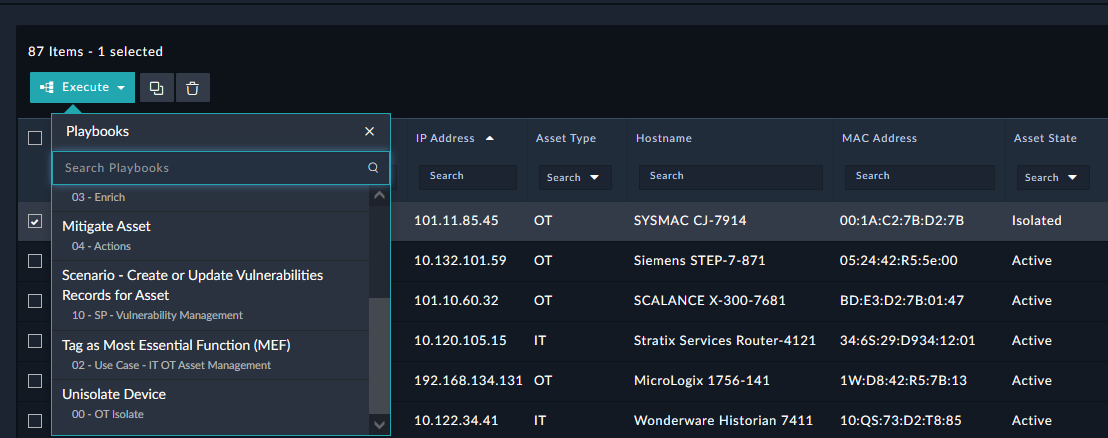 87 Items - 1 selected
Execute
Playbooks
Search Playbooks
03 - Enrich
Mitigate Asset
04 - Actions
Scenario - Create or Update Vulnerabilities
Records for Asset
10 - SP - Vulnerability Management
Tag as Most Essential Function (MEF)
02 - Use Case - IT OT Asset Management
Unisolate Device
00 - OT Isolate
IP Address Asset Type Hostname MAC Address Asset State
Search Search Search Search Search
101.11.85.45 OT SYSMAC CJ-7914 00:1A:C2:7B:D2:7B Isolated
10.132.101.59 OT Siemens STEP-7-871 05:24:42:R5:5e:00 Active
101.10.60.32 OT SCALANCE X-300-7681 BD:E3:D2:7B:01:47 Active
10.120.105.15 IT Stratix Services Router-4121 34:6S:29:D934:12:01 Active
192.168.134.131 OT MicroLogix 1756-141 1W:D8:42:R5:7B:13 Active
10.122.34.41 IT Wonderware Historian 7411 10:QS:73:D2:T8:85 Active